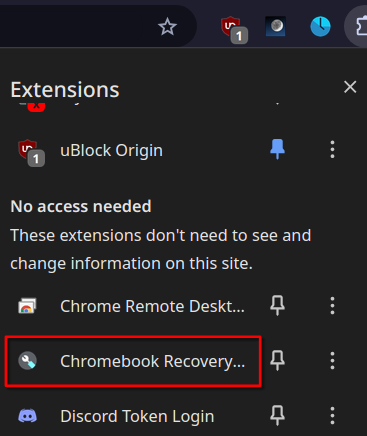 1
Extensions
uBlock Origin
1
No access needed
These extensions don't need to see and
change information on this site.
Chrome Remote Deskt...
Chromebook Recovery...
Discord Token Login